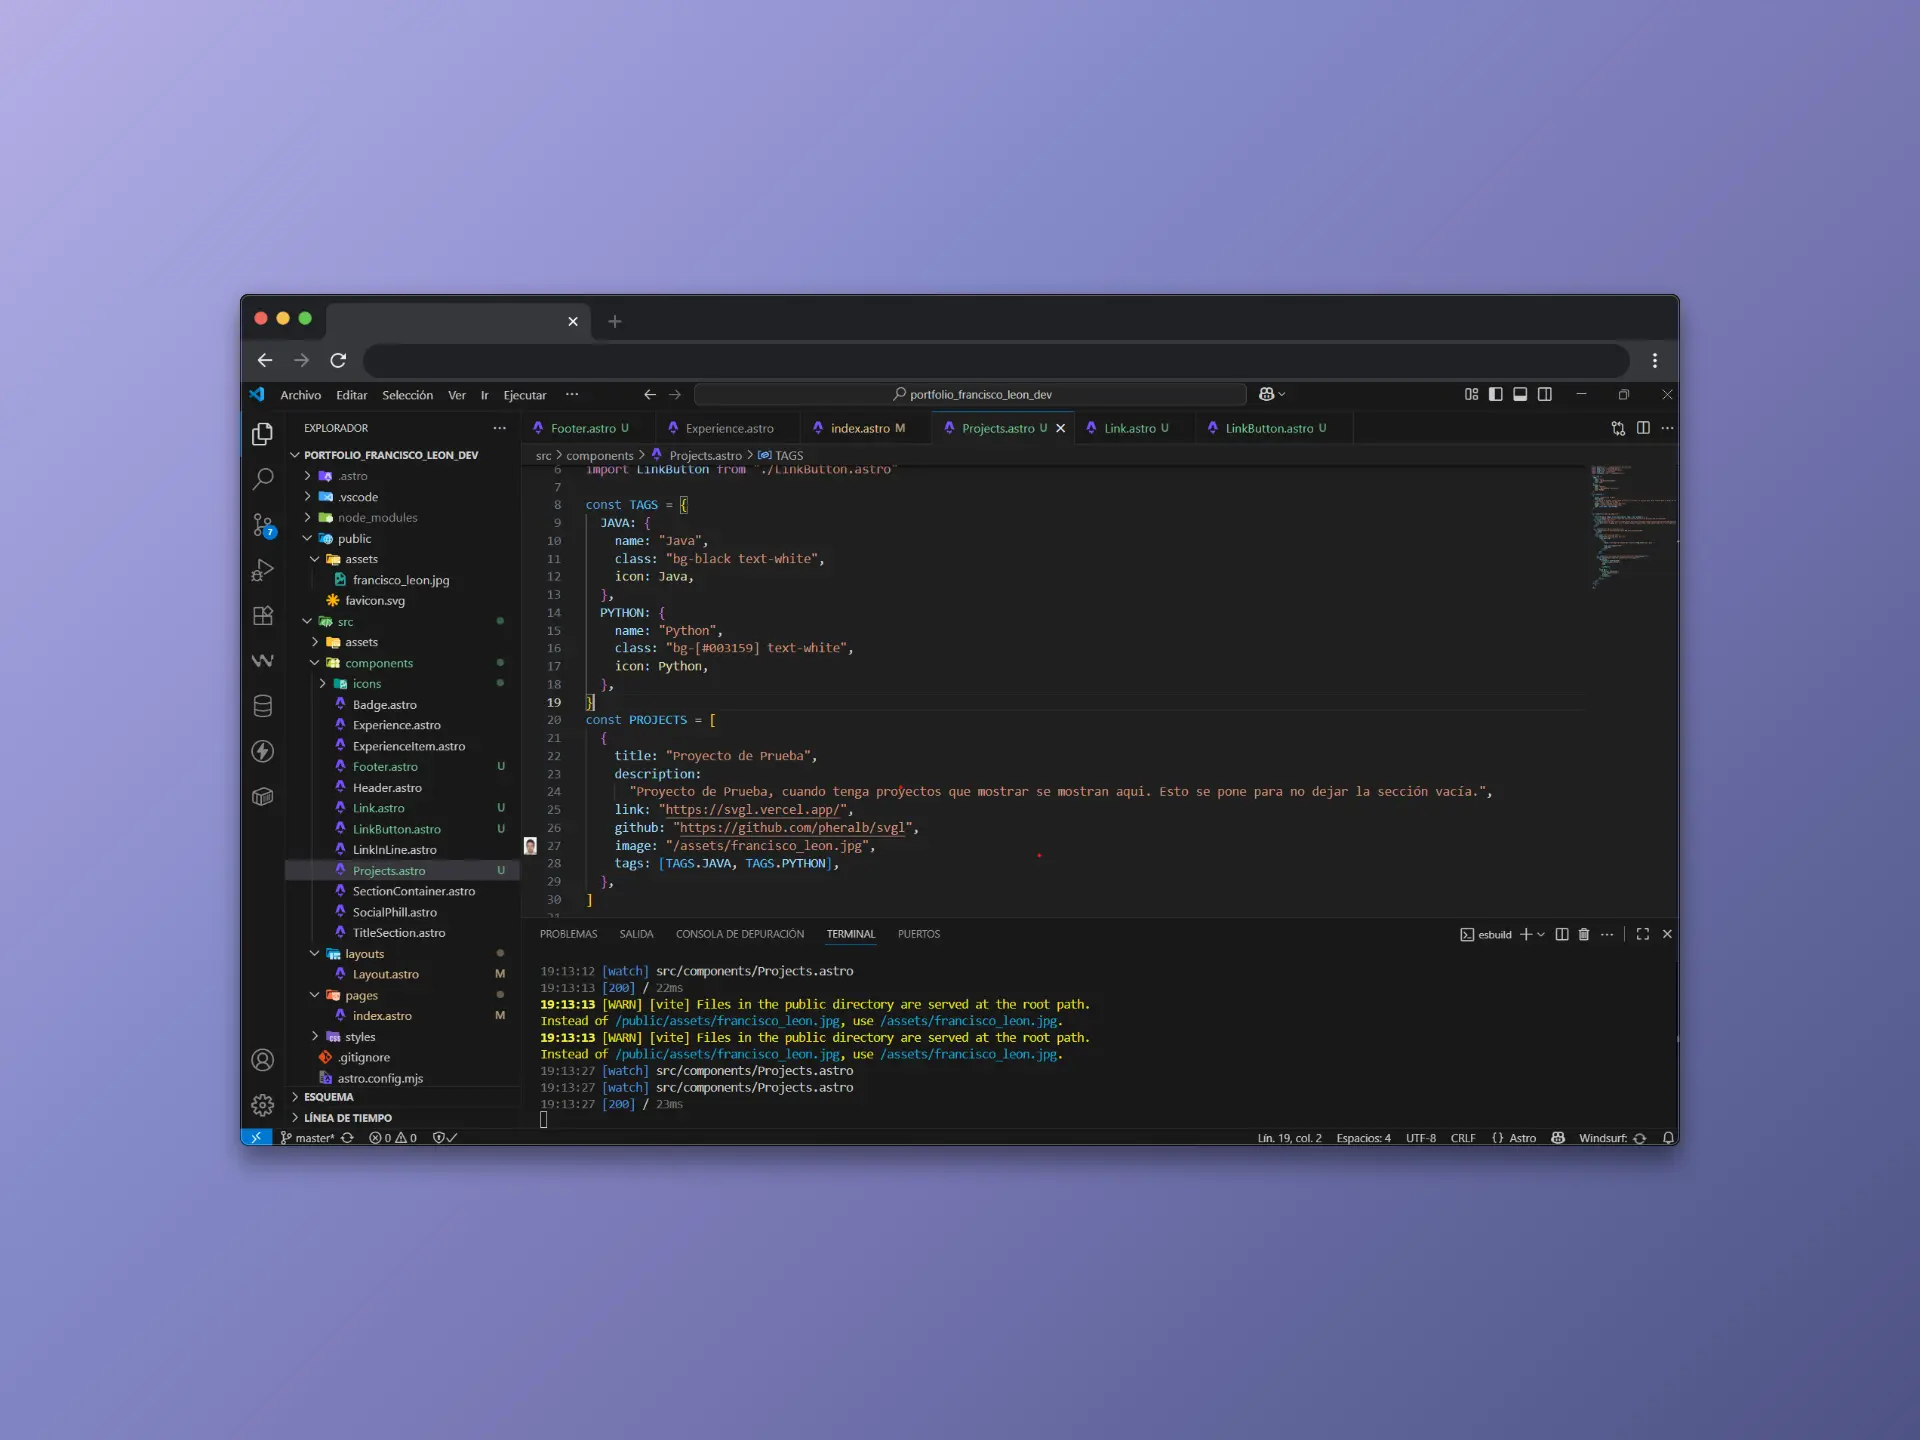 Archivo Editar Selección Ver Ir Ejecutar ··· portfolio_francisco_leon_dev
EXPLORADOR ···
PORTFOLIO_FRANCISCO_LEON_DEV
.astro
.vscode
node_modules
public
assets
francisco_leon.jpg
favicon.svg
src
assets
components
icons
Badge.astro
Experience.astro
ExperienceItem.astro
Footer.astro U
Header.astro
Link.astro U
LinkButton.astro U
LinkInLine.astro
Projects.astro U
SectionContainer.astro
SocialPhill.astro
TitleSection.astro
layouts
Layout.astro M
pages
index.astro M
styles
.gitignore
astro.config.mjs
ESQUEMA
LÍNEA DE TIEMPO
7
Footer.astro U Experience.astro index.astro M Projects.astro U Link.astro U LinkButton.astro U
src > components > Projects.astro > TAGS
6 import LinkButton from "./LinkButton.astro"
7
8 const TAGS = {
9 JAVA: {
10 name: "Java",
11 class: "bg-black text-white",
12 icon: Java,
13 },
14 PYTHON: {
15 name: "Python",
16 class: "bg-[#003159] text-white",
17 icon: Python,
18 },
19 }
20 const PROJECTS = [
21 {
22 title: "Proyecto de Prueba",
23 description:
24 "Proyecto de Prueba, cuando tenga proyectos que mostrar se mostran aqui. Esto se pone para no dejar la sección vacía.",
25 link: "https://svgl.vercel.app/",
26 github: "https://github.com/pheralb/svgl",
27 image: "/assets/francisco_leon.jpg",
28 tags: [TAGS.JAVA, TAGS.PYTHON],
29 },
30 ]
31
PROBLEMAS SALIDA CONSOLA DE DEPURACIÓN TERMINAL PUERTOS esbuild
19:13:12 [watch] src/components/Projects.astro
19:13:13 [200] / 22ms
19:13:13 [WARN] [vite] Files in the public directory are served at the root path.
Instead of /public/assets/francisco_leon.jpg, use /assets/francisco_leon.jpg.
19:13:13 [WARN] [vite] Files in the public directory are served at the root path.
Instead of /public/assets/francisco_leon.jpg, use /assets/francisco_leon.jpg.
19:13:27 [watch] src/components/Projects.astro
19:13:27 [watch] src/components/Projects.astro
19:13:27 [200] / 23ms
master* 0 0 Lín. 19, col. 2 Espacios: 4 UTF-8 CRLF {} Astro Windsurf: